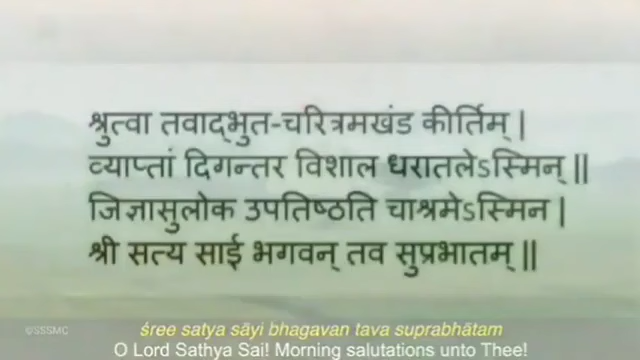 श्रुत्वा तवाद्भुत-चरित्रमखंड कीर्तिम् |
व्याप्तां दिगन्तर विशाल धरातलेऽस्मिन् ||
जिज्ञासुलोक उपतिष्ठति चाश्रमेऽस्मिन |
श्री सत्य साई भगवन् तव सुप्रभातम् ||
©SSSMC
śree satya sāyi bhagavan tava suprabhātam
O Lord Sathya Sai! Morning salutations unto Thee!